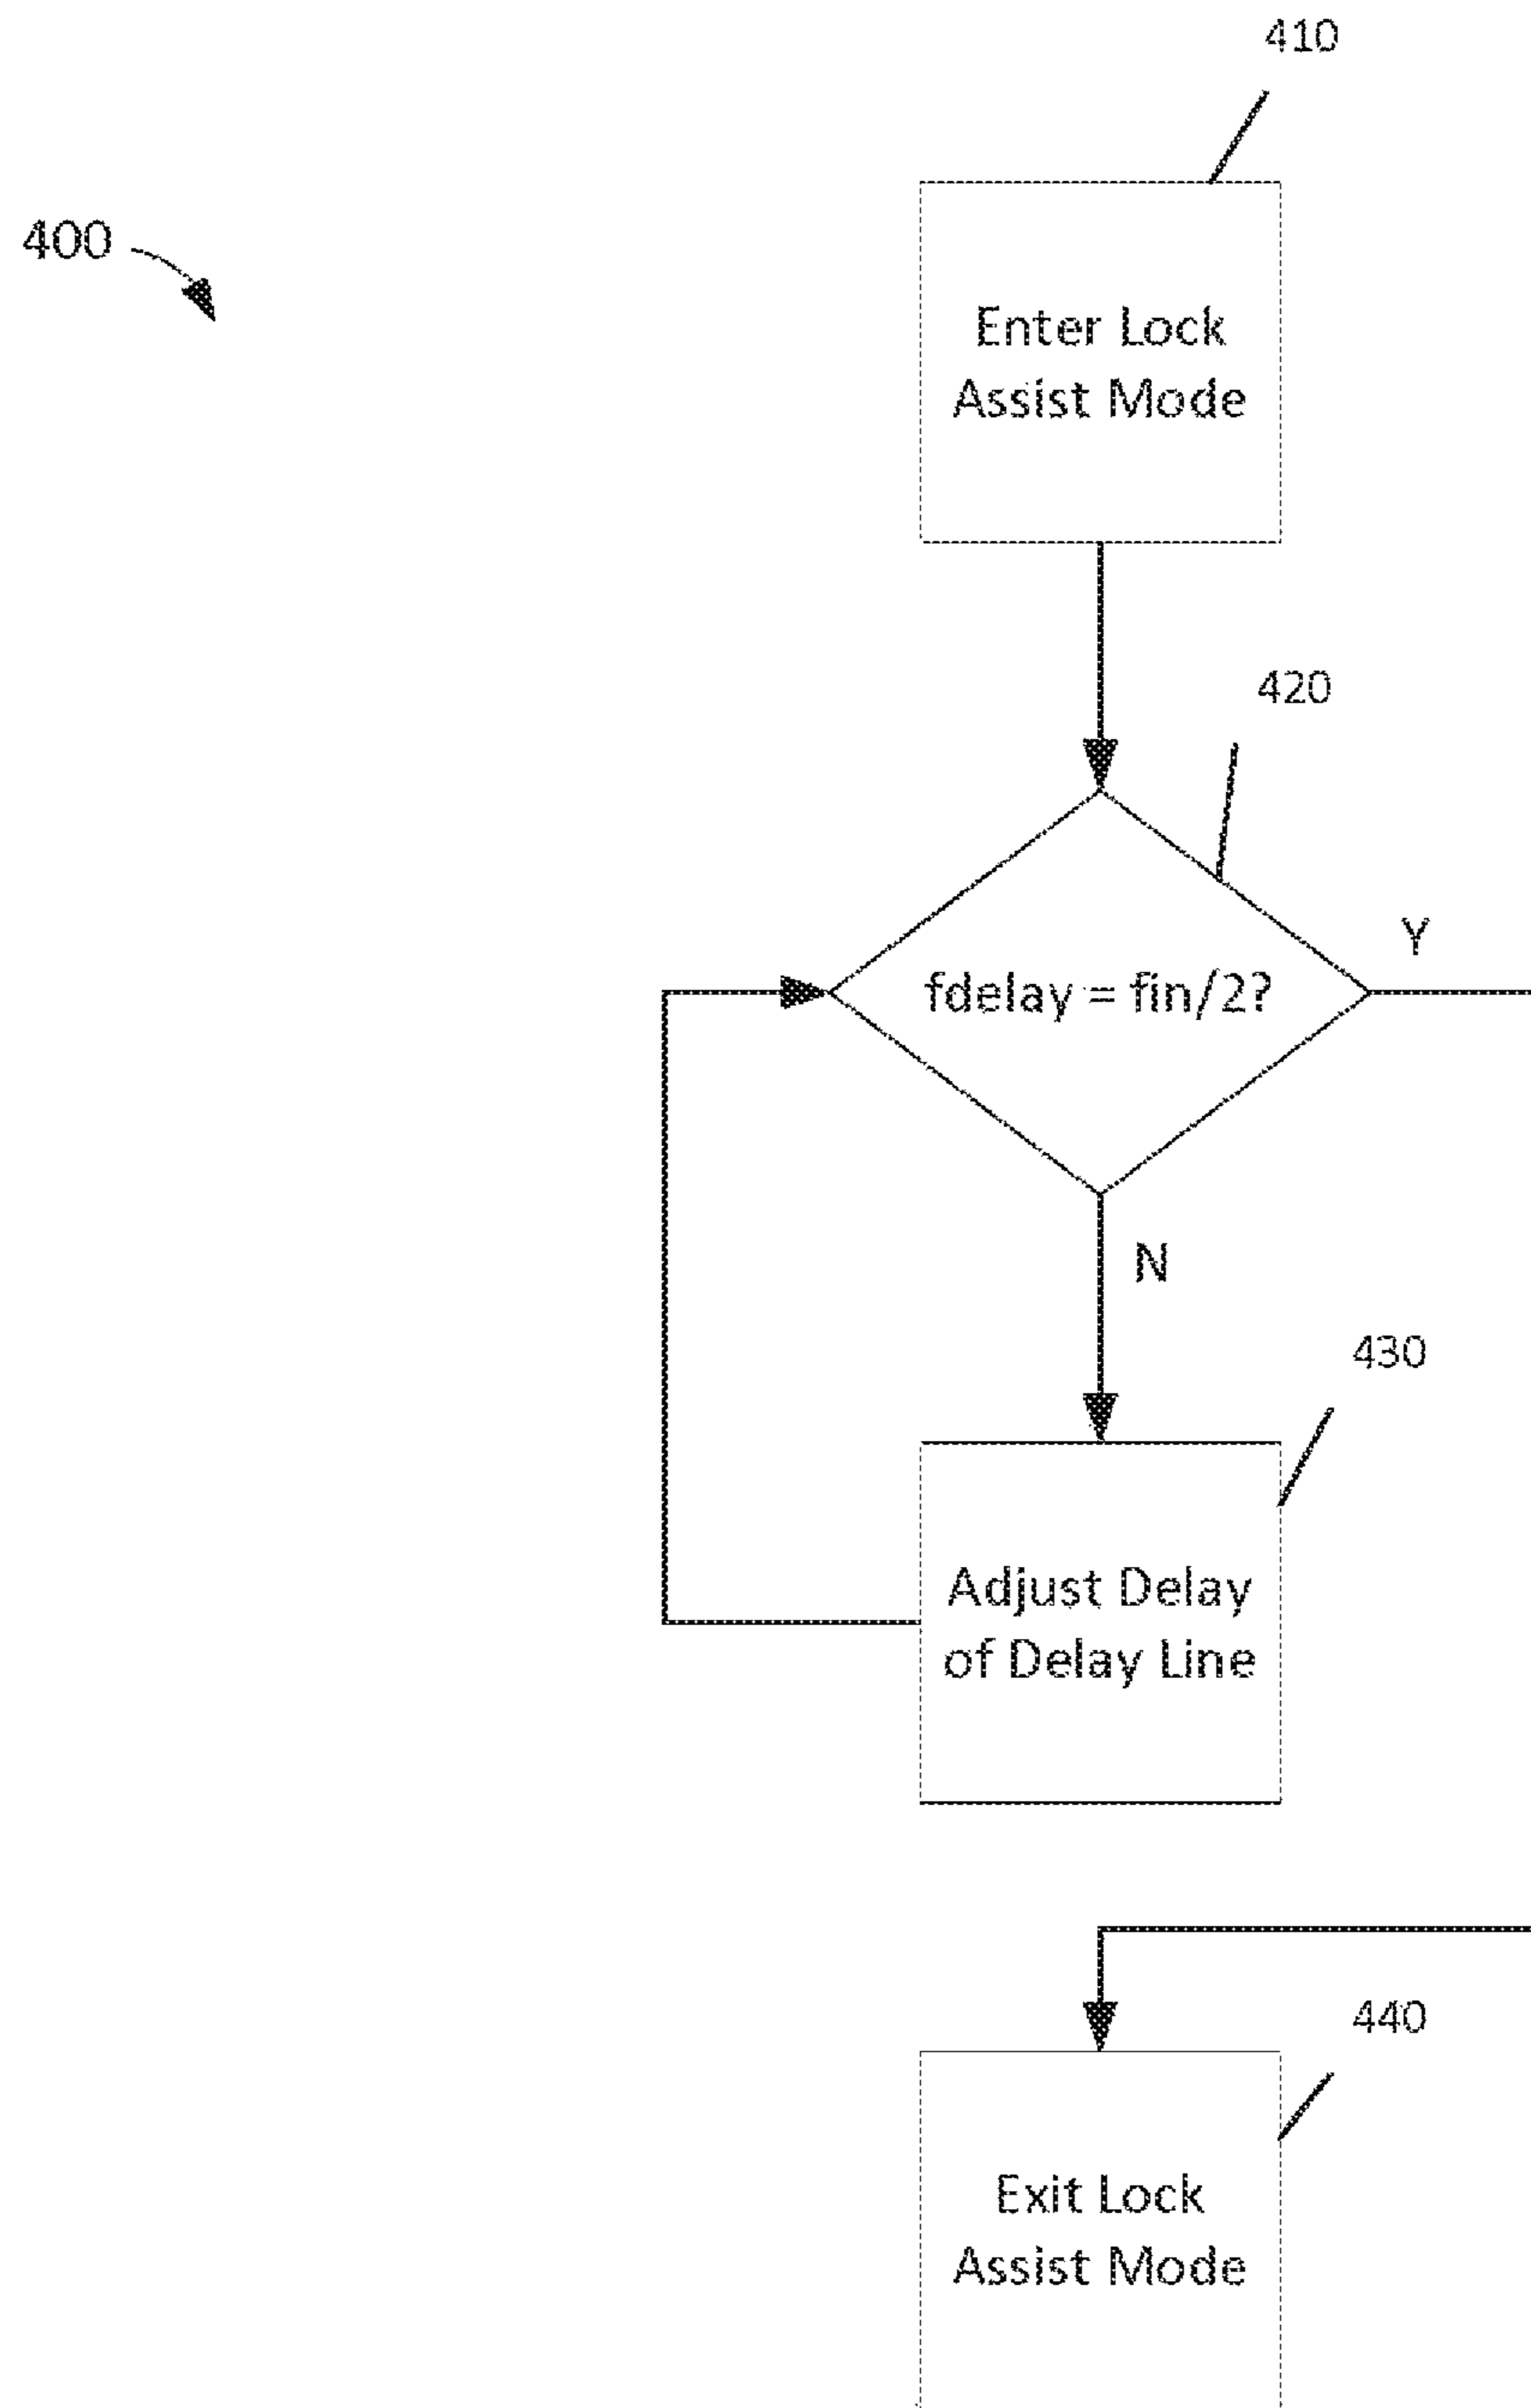 410
400
Enter Lock
Assist Mode
420
Y
fdelay = fin/2?
N
430
Adjust Delay
of Delay Line
440
Exit Lock
Assist Mode